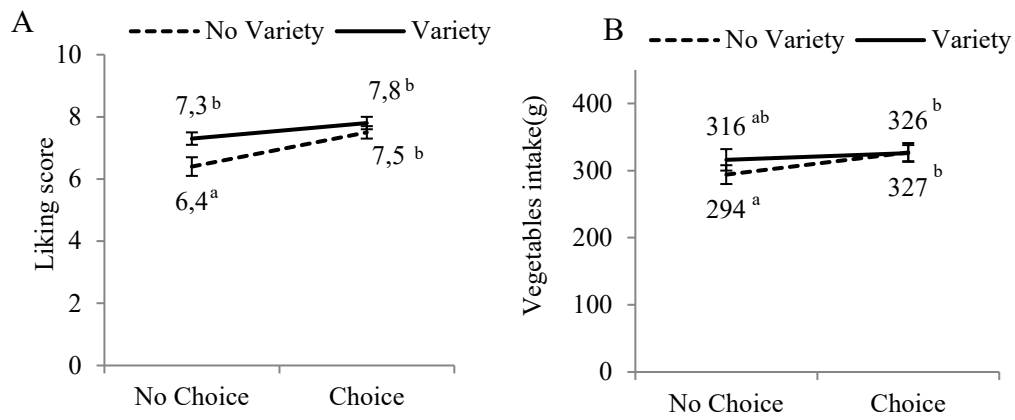 A
No Variety Variety
Liking score
10
8
6
4
2
0
7,3 b
7,8 b
6,4 a
7,5 b
No Choice Choice
B
No Variety Variety
Vegetables intake(g)
400
300
200
100
0
316 ab
326 b
294 a
327 b
No Choice Choice